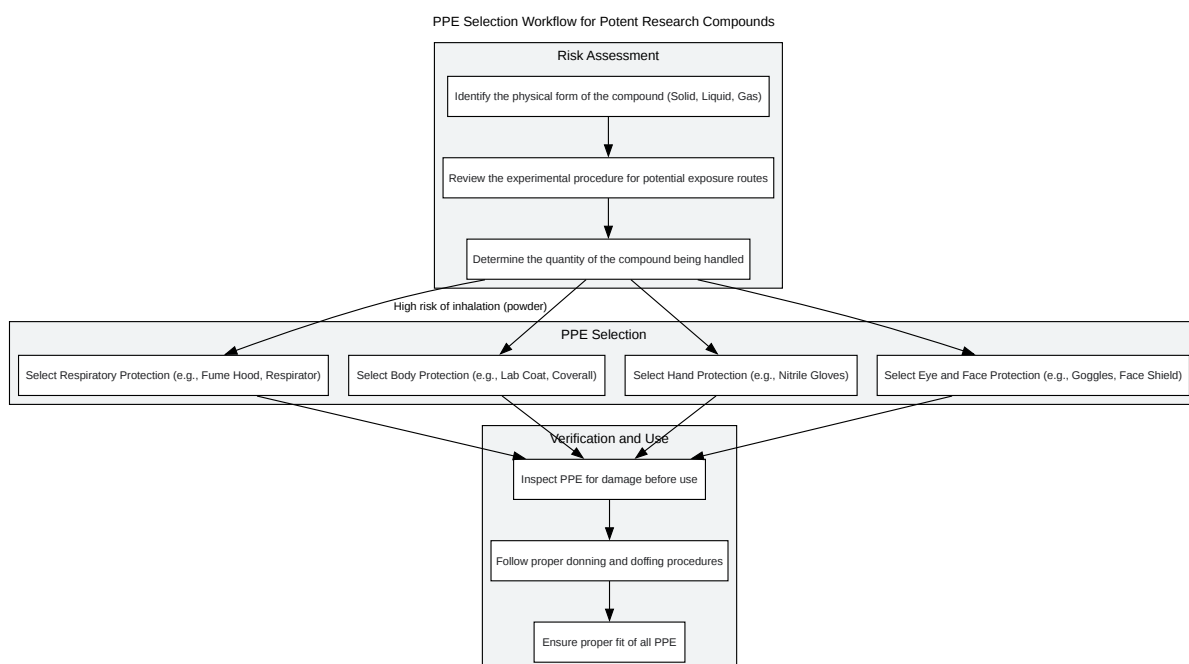 PPE Selection Workflow for Potent Research Compounds
Risk Assessment
Identify the physical form of the compound (Solid, Liquid, Gas)
Review the experimental procedure for potential exposure routes
Determine the quantity of the compound being handled
High risk of inhalation (powder)
PPE Selection
Select Respiratory Protection (e.g., Fume Hood, Respirator)
Select Body Protection (e.g., Lab Coat, Coverall)
Select Hand Protection (e.g., Nitrile Gloves)
Select Eye and Face Protection (e.g., Goggles, Face Shield)
Verification and Use
Inspect PPE for damage before use
Follow proper donning and doffing procedures
Ensure proper fit of all PPE